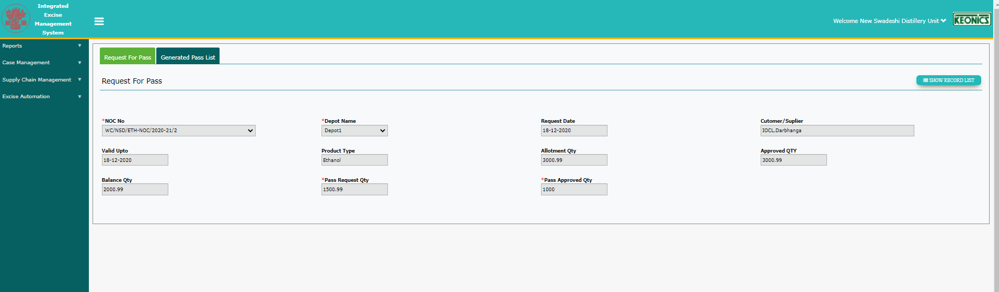 Integrated
Excise
Management
System
Welcome New Swadeshi Distillery Unit
KEONICS
Reports
Case Management
Supply Chain Management
Excise Automation
Request For Pass
Generated Pass List
Request For Pass
SHOW RECORD LIST
*NOC No
*Depot Name
Request Date
Cutomer/Suplier
WC/NSD/ETH-NOC/2020-21/2
Depot1
18-12-2020
IOCL,Darbhanga
Valid Upto
Product Type
Allotment Qty
Approved QTY
18-12-2020
Ethanol
3000.99
3000.99
Balance Qty
*Pass Request Qty
*Pass Approved Qty
2000.99
1500.99
1000